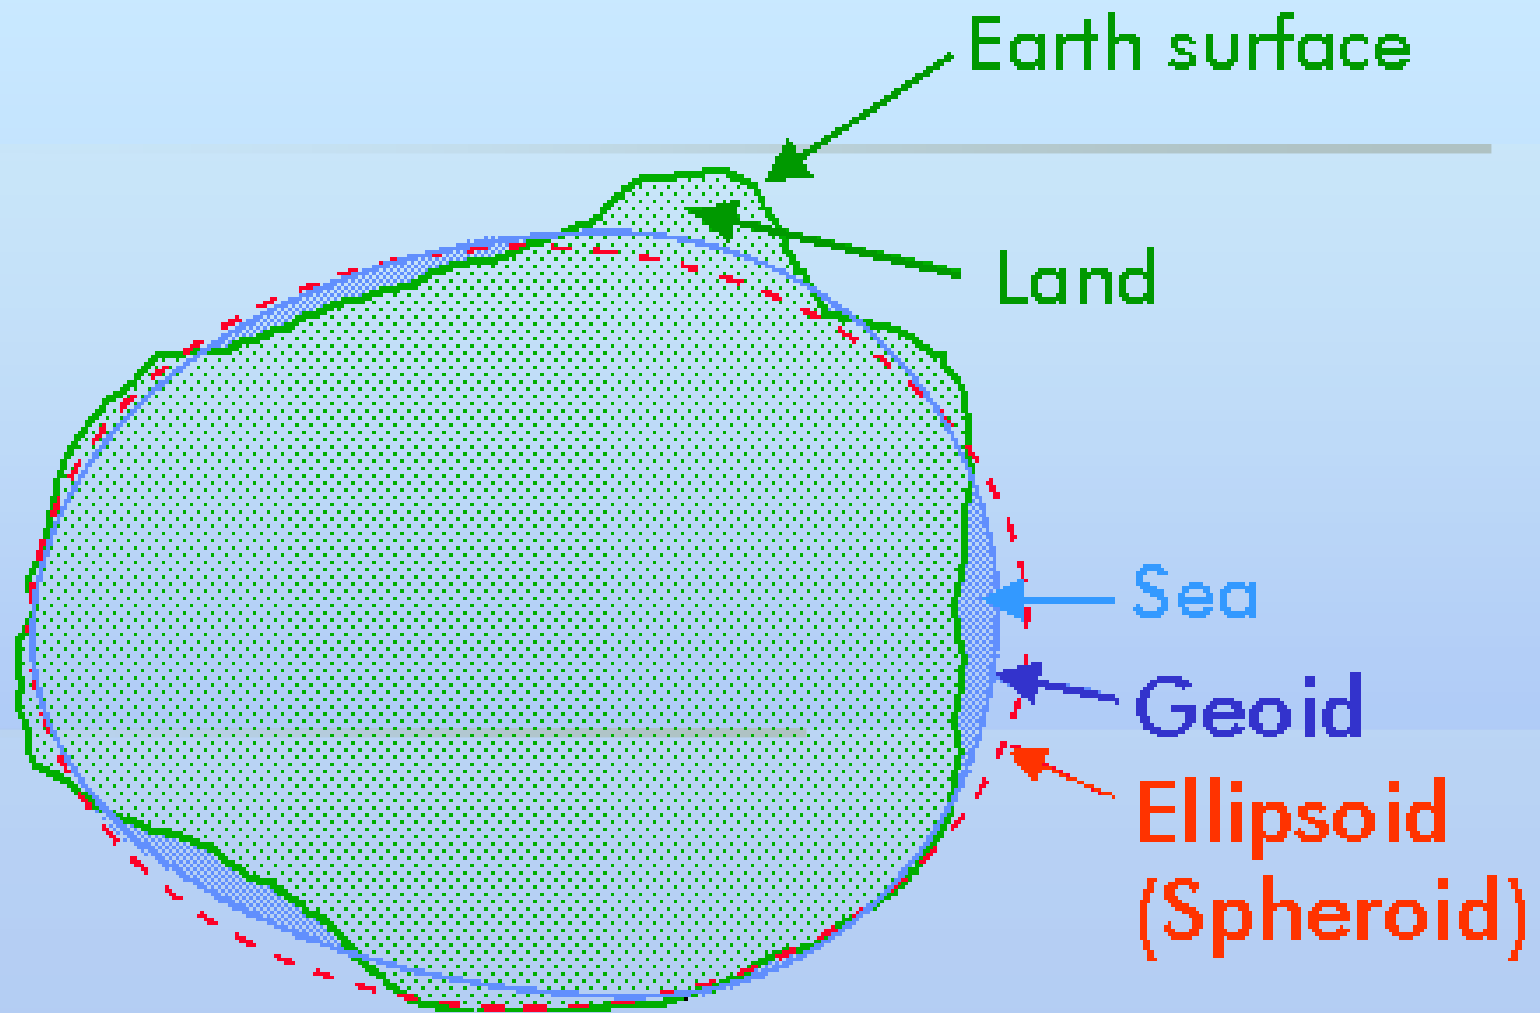 Earth surface
Land
Sea
Geoid
Ellipsoid
(Spheroid)